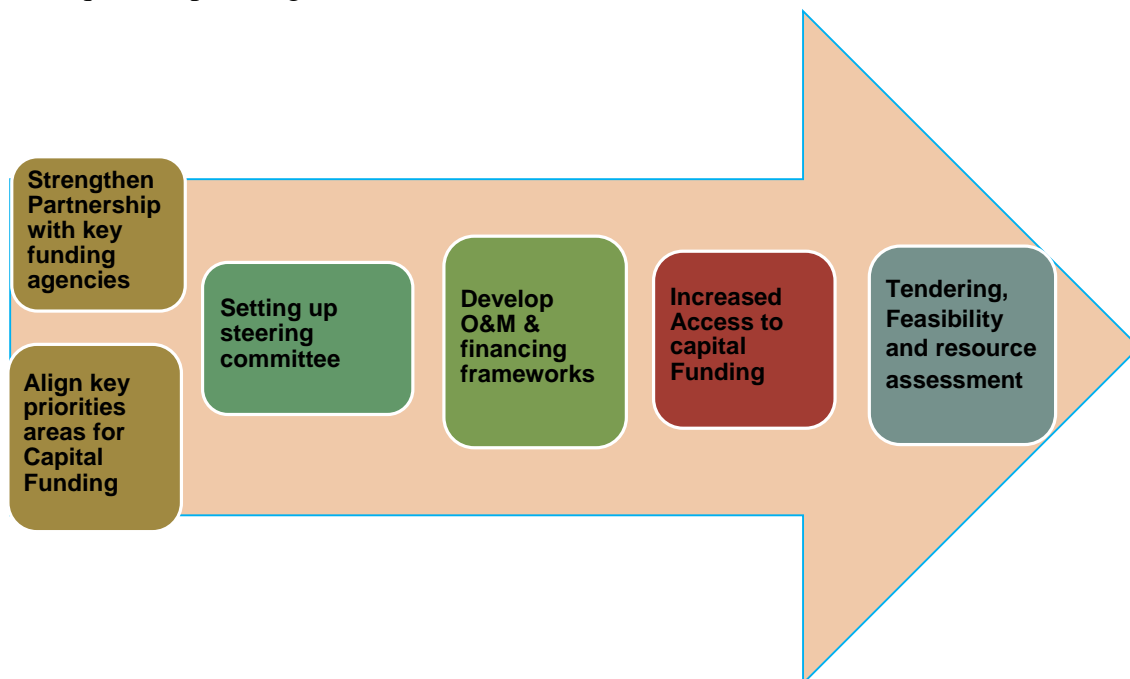 Strengthen
Partnership
with key
funding
agencies
Align key
priorities
areas for
Capital
Funding
Setting up
steering
committee
Develop
O&M &
financing
frameworks
Increased
Access to
capital
Funding
Tendering,
Feasibility
and resource
assessment